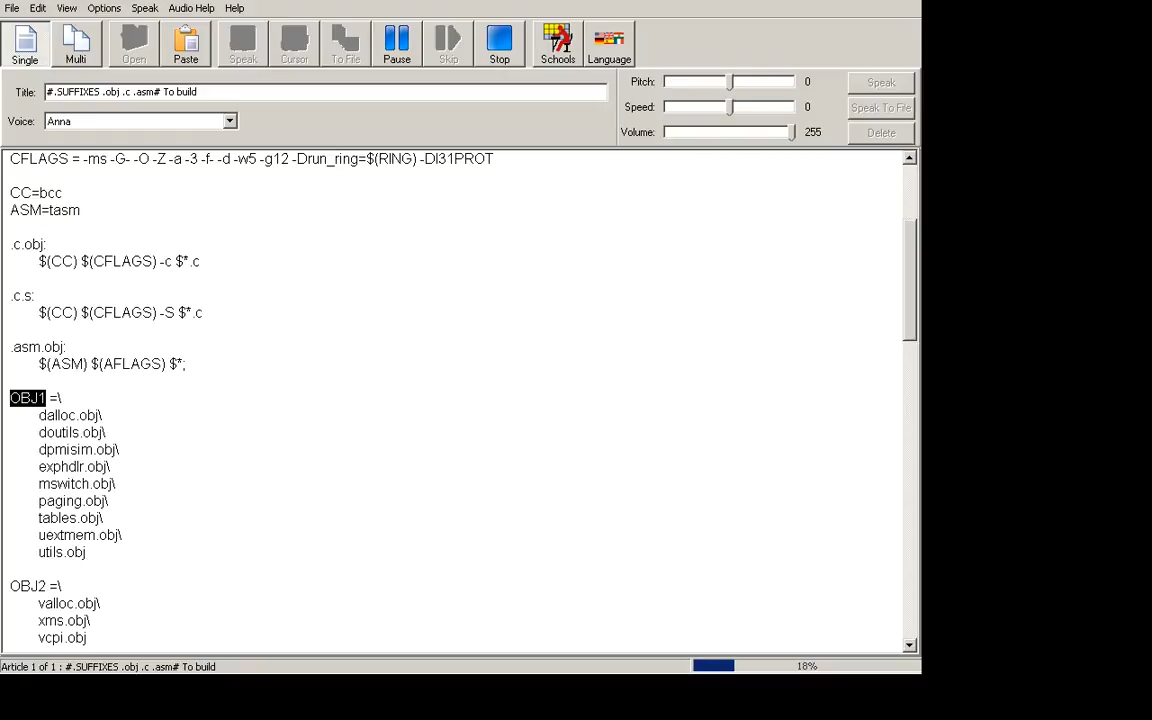 File Edit View Options Speak Audio Help Help
Single Multi Open Paste Speak Cursor To File Pause Skip Stop Schools Language
Title: #.SUFFIXES .obj .c .asm# To build
Voice: Anna
Pitch: 0 Speak
Speed: 0 Speak To File
Volume: 255 Delete
CFLAGS = -ms -G- -O -Z -a -3 -f- -d -w5 -g12 -Drun_ring=$(RING) -DI31PROT
CC=bcc
ASM=tasm
.c.obj:
$(CC) $(CFLAGS) -c $*.c
.c.s:
$(CC) $(CFLAGS) -S $*.c
.asm.obj:
$(ASM) $(AFLAGS) $*;
OBJ1 =\
dalloc.obj\
doutils.obj\
dpmisim.obj\
exphdlr.obj\
mswitch.obj\
paging.obj\
tables.obj\
uextmem.obj\
utils.obj
OBJ2 =\
valloc.obj\
xms.obj\
vcpi.obj
Article 1 of 1 : #.SUFFIXES .obj .c .asm# To build 18%